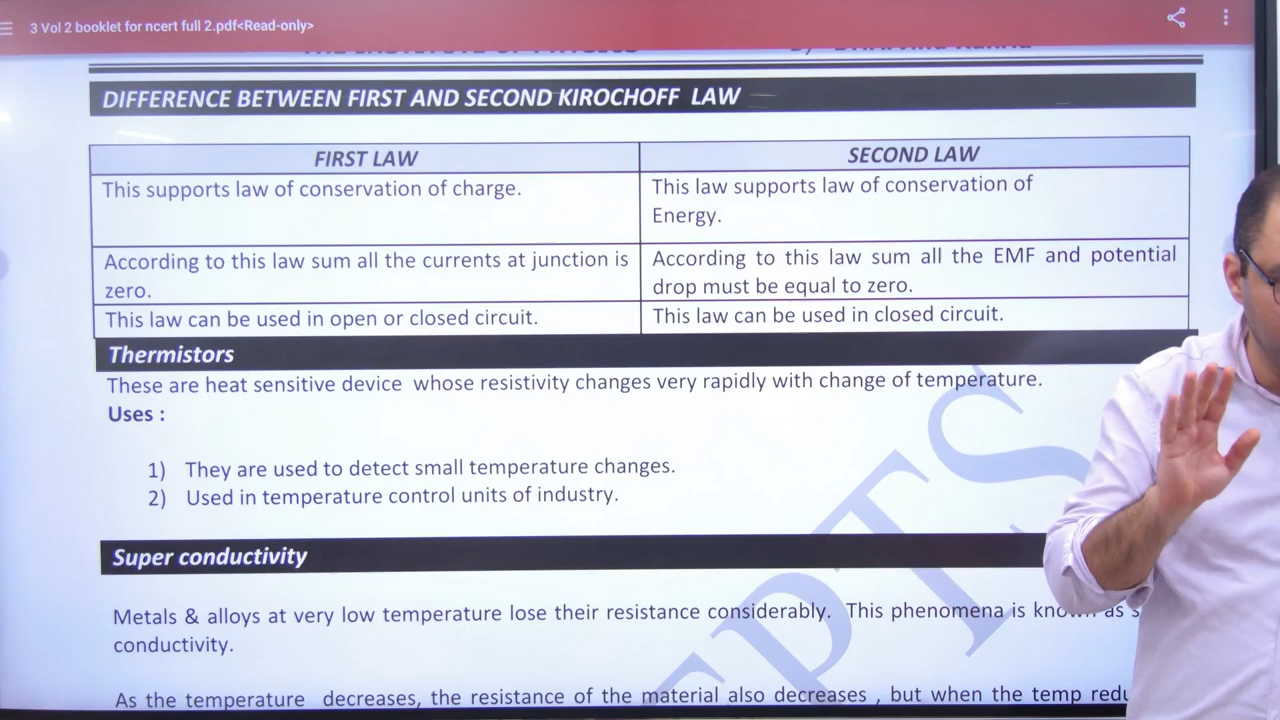 3 Vol 2 booklet for ncert full 2.pdf<Read-only>
DIFFERENCE BETWEEN FIRST AND SECOND KIROCHOFF LAW
FIRST LAW
SECOND LAW
This supports law of conservation of charge.
This law supports law of conservation of
Energy.
According to this law sum all the currents at junction is
zero.
According to this law sum all the EMF and potential
drop must be equal to zero.
This law can be used in open or closed circuit.
This law can be used in closed circuit.
Thermistors
These are heat sensitive device whose resistivity changes very rapidly with change of temperature.
Uses :
1) They are used to detect small temperature changes.
2) Used in temperature control units of industry.
Super conductivity
Metals & alloys at very low temperature lose their resistance considerably. This phenomena is known as s
conductivity.
As the temperature decreases, the resistance of the material also decreases , but when the temp redu
EPTS